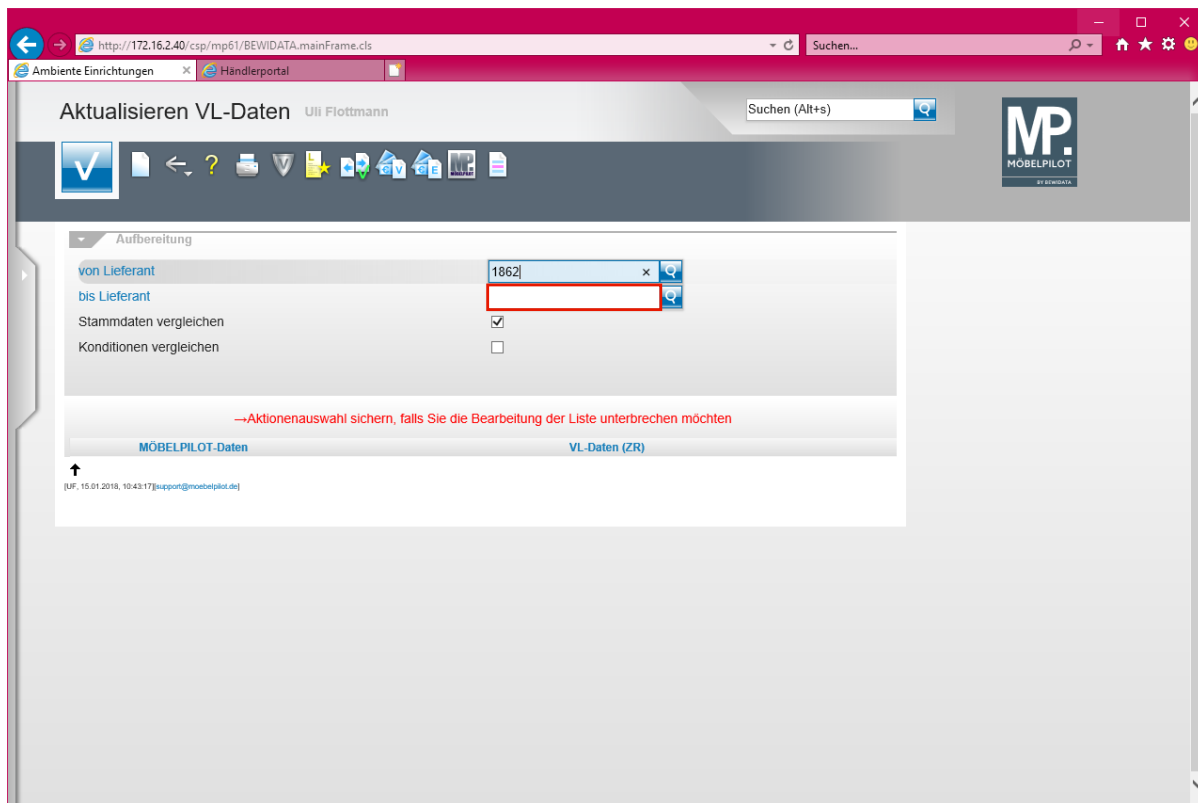 http://172.16.2.40/csp/mp61/BEWIDATA.mainFrame.cls
Suchen...
Ambiente Einrichtungen
Händlerportal
Aktualisieren VL-Daten Uli Flottmann
Suchen (Alt+s)
MP.
MÖBELPILOT
BY BEWIDATA
Aufbereitung
von Lieferant 1862
bis Lieferant
Stammdaten vergleichen
Konditionen vergleichen
→Aktionenauswahl sichern, falls Sie die Bearbeitung der Liste unterbrechen möchten
MÖBELPILOT-Daten VL-Daten (ZR)
[UF, 15.01.2018, 10:43:17][support@moebelpilot.de]